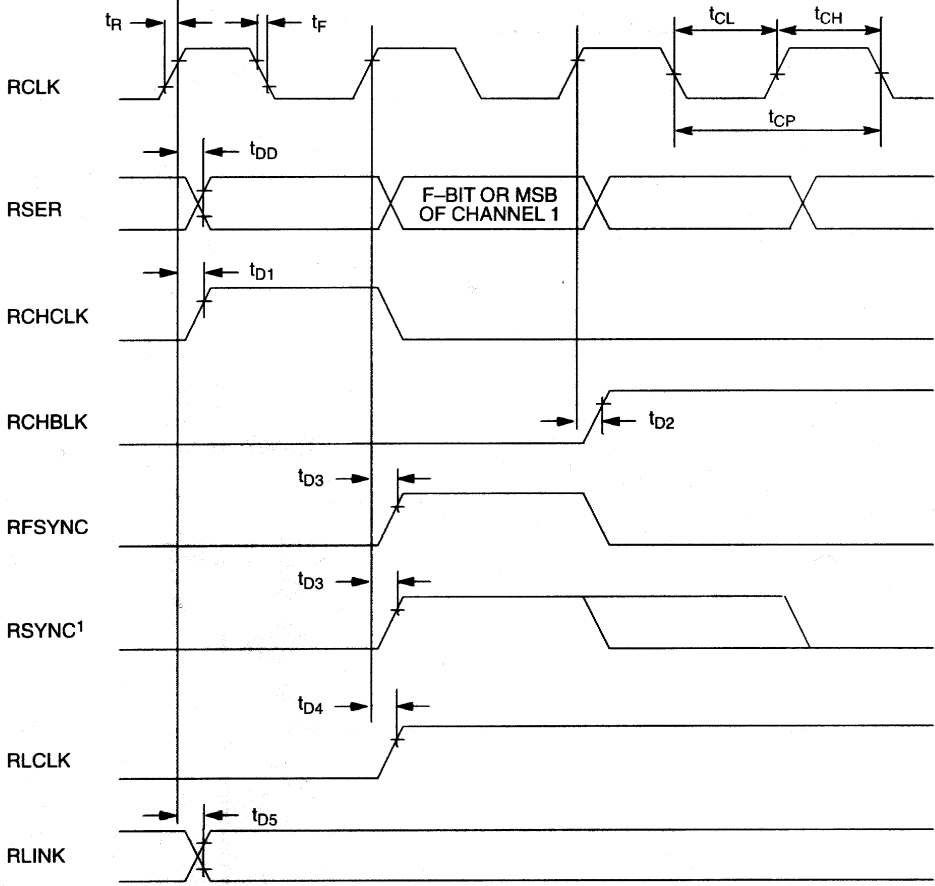 tR
tF
tCL
tCH
RCLK
tCP
tDD
RSER
F–BIT OR MSB
OF CHANNEL 1
tD1
RCHCLK
RCHBLK
tD2
tD3
RFSYNC
tD3
RSYNC1
tD4
RLCLK
tD5
RLINK